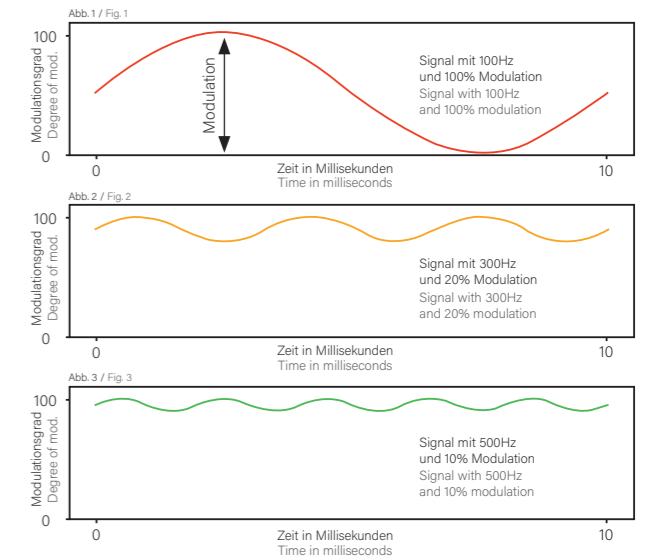 Abb. 1 / Fig. 1
Modulationsgrad
Degree of mod.
100
0
Modulation
Signal mit 100Hz
und 100% Modulation
Signal with 100Hz
and 100% modulation
0
Zeit in Millisekunden
Time in milliseconds
10
Abb. 2 / Fig. 2
Modulationsgrad
Degree of mod.
100
0
Signal mit 300Hz
und 20% Modulation
Signal with 300Hz
and 20% modulation
0
Zeit in Millisekunden
Time in milliseconds
10
Abb. 3 / Fig. 3
Modulationsgrad
Degree of mod.
100
0
Signal mit 500Hz
und 10% Modulation
Signal with 500Hz
and 10% modulation
0
Zeit in Millisekunden
Time in milliseconds
10